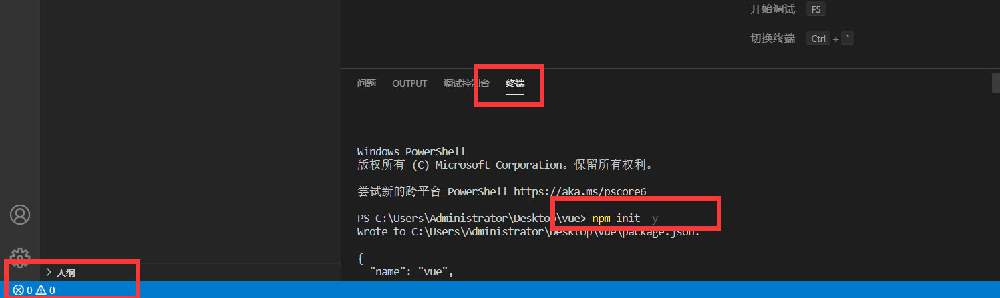 开始调试 F5
切换终端 Ctrl + `
问题 OUTPUT 调试控制台 终端
Windows PowerShell
版权所有 (C) Microsoft Corporation。保留所有权利。
尝试新的跨平台 PowerShell https://aka.ms/pscore6
PS C:\Users\Administrator\Desktop\vue> npm init -y
Wrote to C:\Users\Administrator\Desktop\vue\package.json:
{
"name": "vue",
大纲
0 0